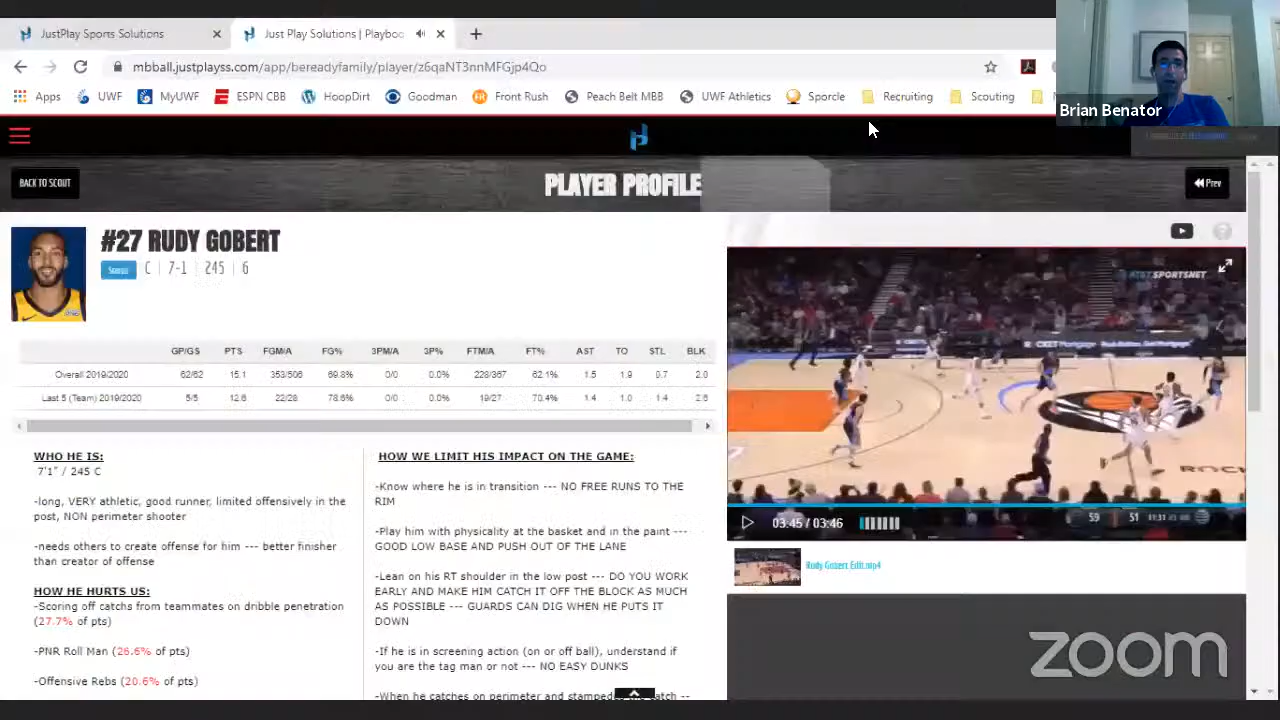 JustPlay Sports Solutions
Just Play Solutions | Playboo
mbball.justplayss.com/app/bereadyfamily/player/z6qaNT3nnMFGjp4Qo
Apps UWF MyUWF ESPN CBB HoopDirt Goodman Front Rush Peach Belt MBB UWF Athletics Sporcle Recruiting Scouting
Brian Benator
BACK TO SCOUT
PLAYER PROFILE
Prev
#27 RUDY GOBERT
C 7-1 245 6
GP/GS PTS FGM/A FG% 3PM/A 3P% FTM/A FT% AST TO STL BLK
Overall 2019/2020 62/62 15.1 353/506 69.8% 0/0 0.0% 228/367 62.1% 1.5 1.9 0.7 2.0
Last 5 (Team) 2019/2020 5/5 12.6 22/28 78.6% 0/0 0.0% 19/27 70.4% 1.4 1.0 1.4 2.6
WHO HE IS:
7'1" / 245 C
-long, VERY athletic, good runner, limited offensively in the
post, NON perimeter shooter
-needs others to create offense for him --- better finisher
than creator of offense
HOW HE HURTS US:
-Scoring off catchs from teammates on dribble penetration
(27.7% of pts)
-PNR Roll Man (26.6% of pts)
-Offensive Rebs (20.6% of pts)
HOW WE LIMIT HIS IMPACT ON THE GAME:
-Know where he is in transition --- NO FREE RUNS TO THE
RIM
-Play him with physicality at the basket and in the paint ---
GOOD LOW BASE AND PUSH OUT OF THE LANE
-Lean on his RT shoulder in the low post --- DO YOU WORK
EARLY AND MAKE HIM CATCH IT OFF THE BLOCK AS MUCH
AS POSSIBLE --- GUARDS CAN DIG WHEN HE PUTS IT
DOWN
-If he is in screening action (on or off ball), understand if
you are the tag man or not --- NO EASY DUNKS
-When he catches on perimeter and stamped atch --
AT&T SPORTSNET
ROCK
59 51
03:45 / 03:46
Rudy Gobert Edit.mp4
zoom